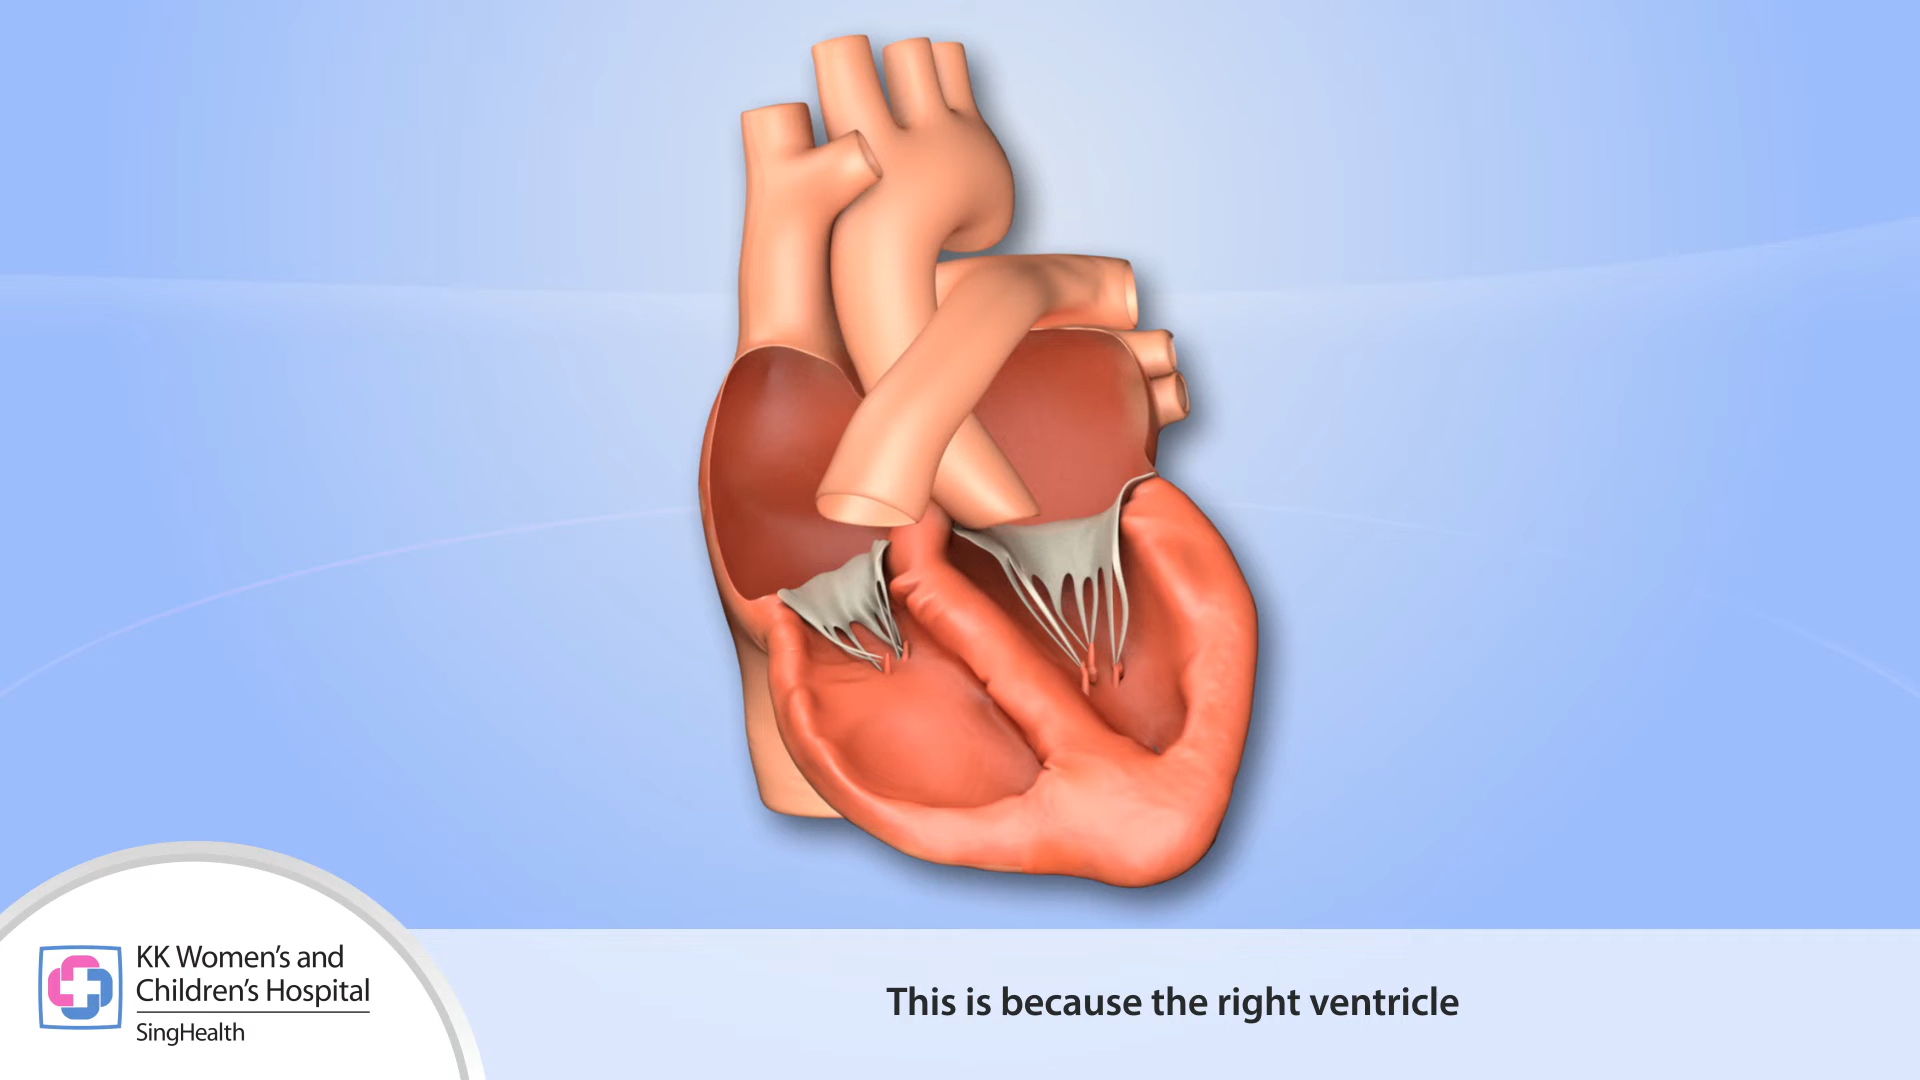 KK Women's and
Children's Hospital
SingHealth
This is because the right ventricle